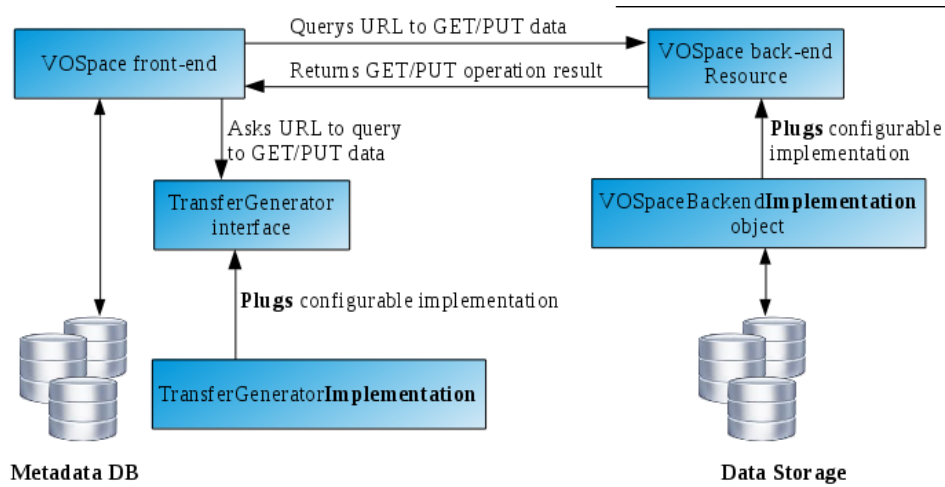 Querys URL to GET/PUT data
VOSpace front-end
VOSpace back-end
Resource
Returns GET/PUT operation result
Asks URL to query
to GET/PUT data
Plugs configurable
implementation
TransferGenerator
interface
VOSpaceBackendImplementation
object
Plugs configurable implementation
TransferGeneratorImplementation
Metadata DB
Data Storage